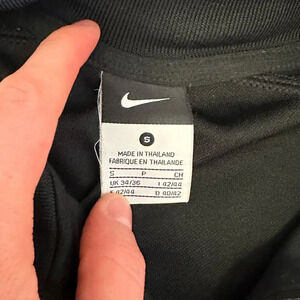 S
MADE IN THAILAND
FABRIQUE EN THAILANDE
S P CH
UK 34/36 I 42/44
F 42/44 D 40/42